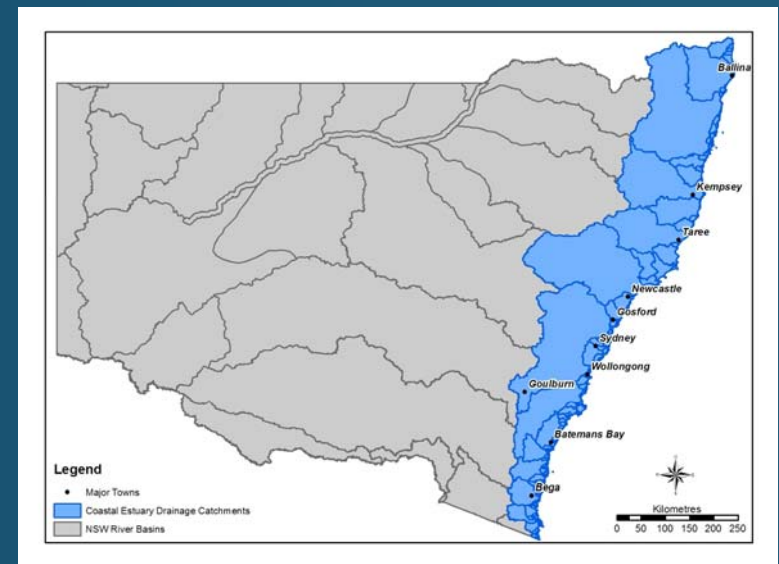 Ballina
Kempsey
Taree
Newcastle
Gosford
Sydney
Wollongong
Goulburn
Batemans Bay
Bega
Legend
Major Towns
Coastal Estuary Drainage Catchments
NSW River Basins
Kilometres
0 50 100 150 200 250